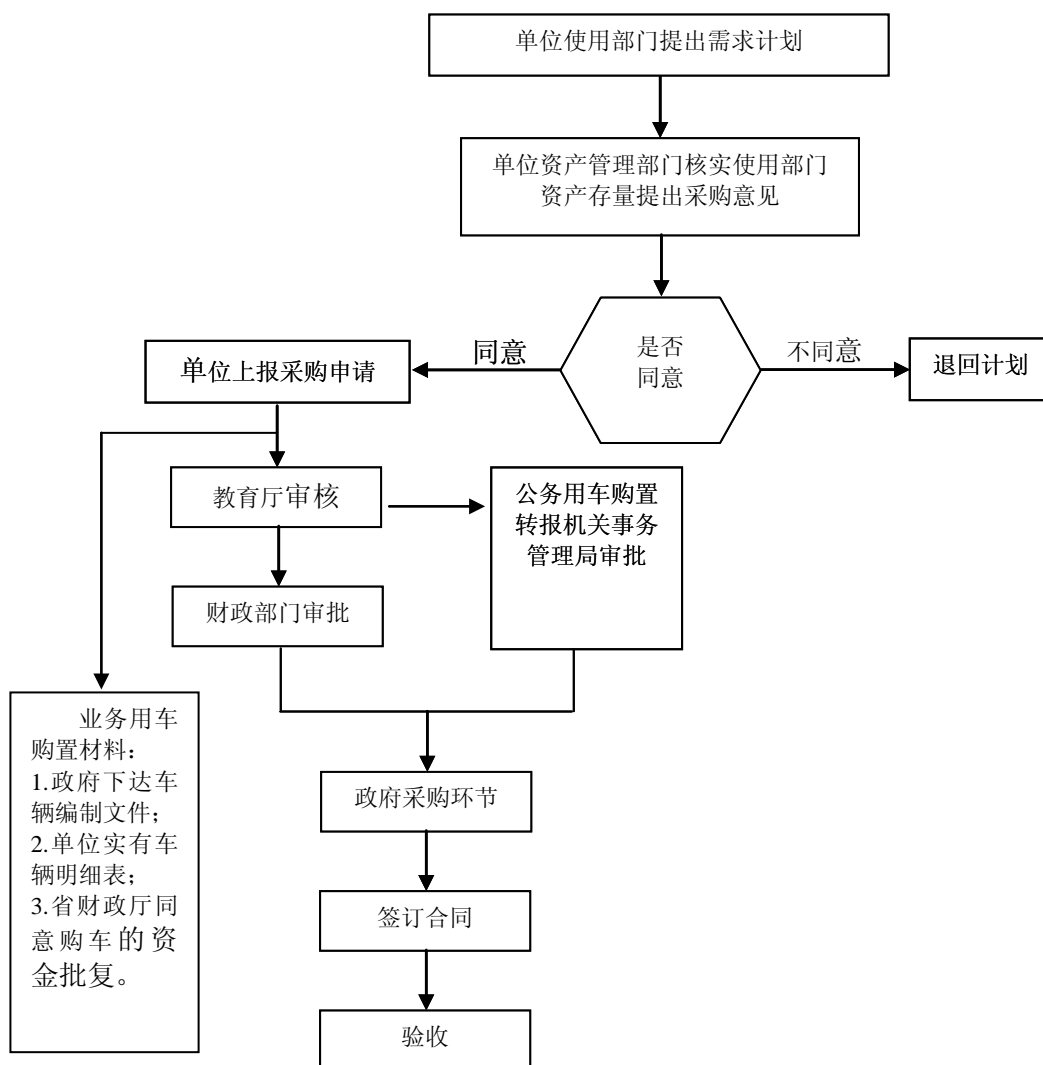 单位使用部门提出需求计划
单位资产管理部门核实使用部门
资产存量提出采购意见
是否
同意
同意
不同意
单位上报采购申请
退回计划
教育厅审核
公务用车购置
转报机关事务
管理局审批
财政部门审批
业务用车
购置材料：
1.政府下达车
辆编制文件；
2.单位实有车
辆明细表；
3.省财政厅同
意购车的资
金批复。
政府采购环节
签订合同
验收